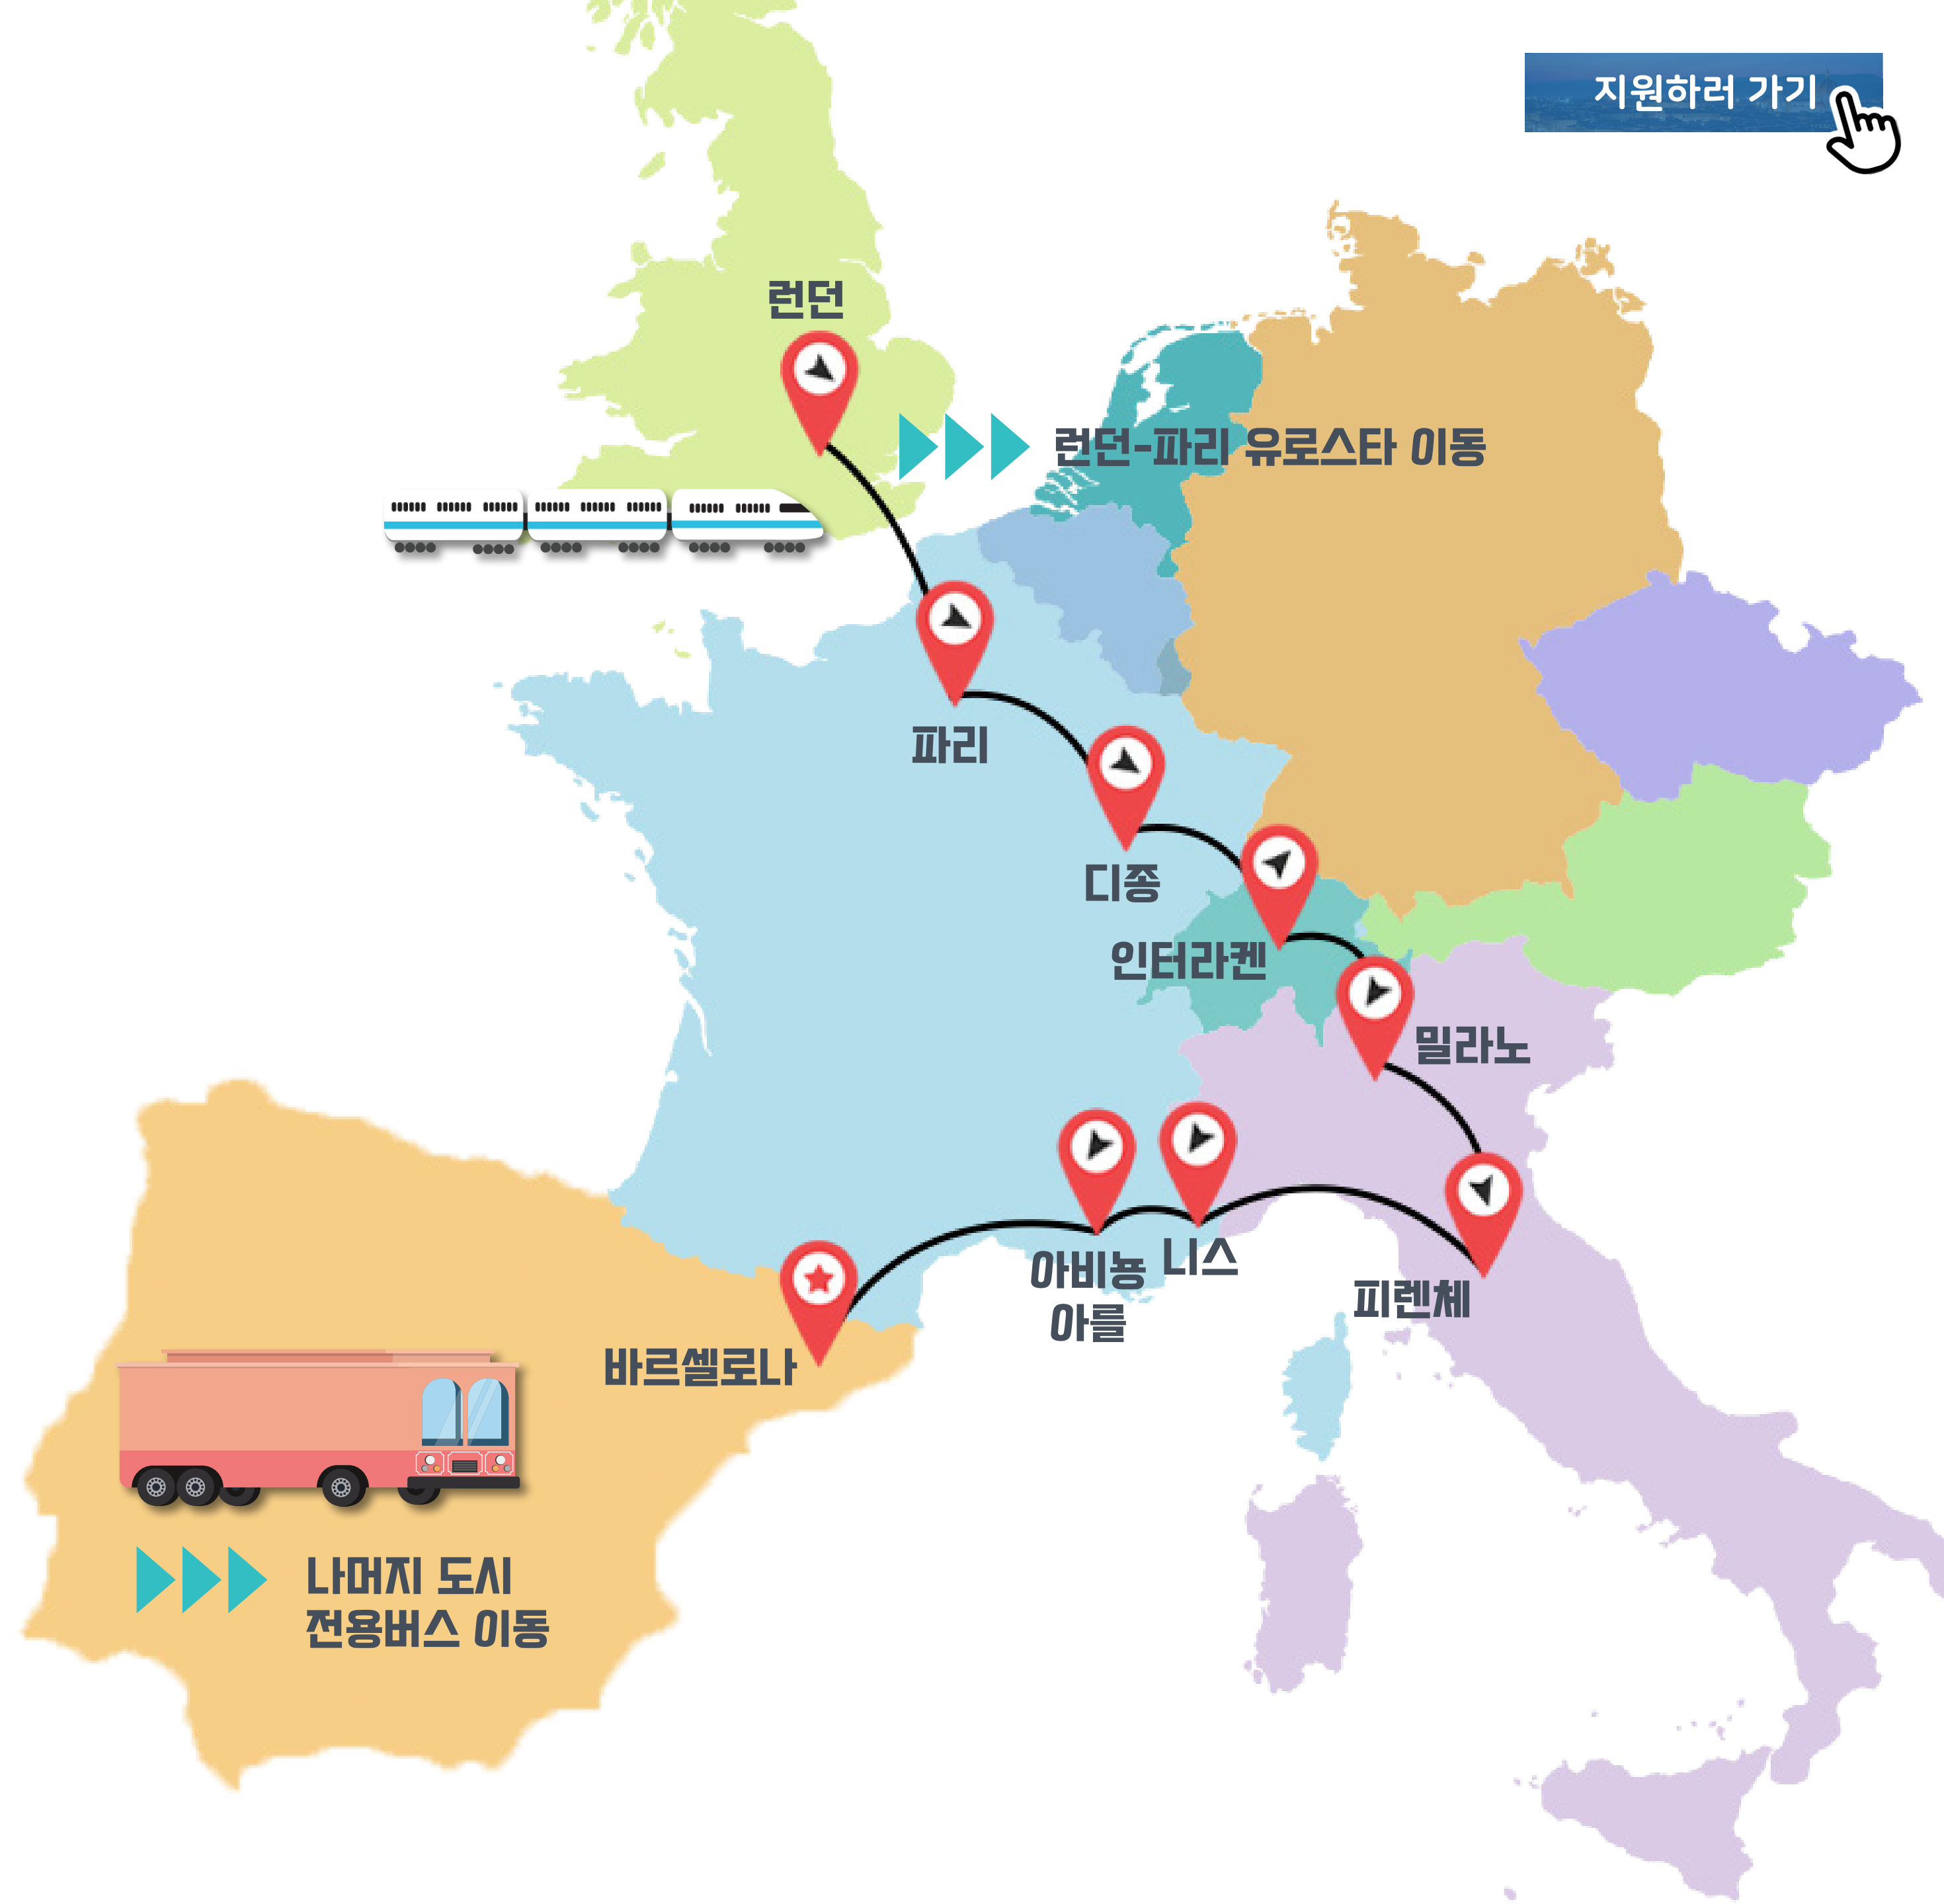 지원하러 가기
런던
런던-파리 유로스타 이동
파리
디종
인터라켄
밀라노
아비뇽
아를
니스
피렌체
바르셀로나
나머지 도시
전용버스 이동